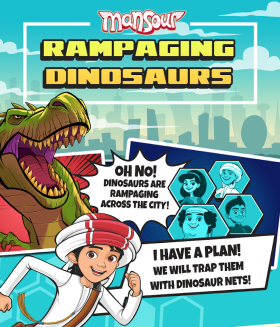 mansour
RAMPAGING
DINOSAURS
OH NO!
DINOSAURS ARE
RAMPAGING
ACROSS THE CITY!
I HAVE A PLAN!
WE WILL TRAP THEM
WITH DINOSAUR NETS!